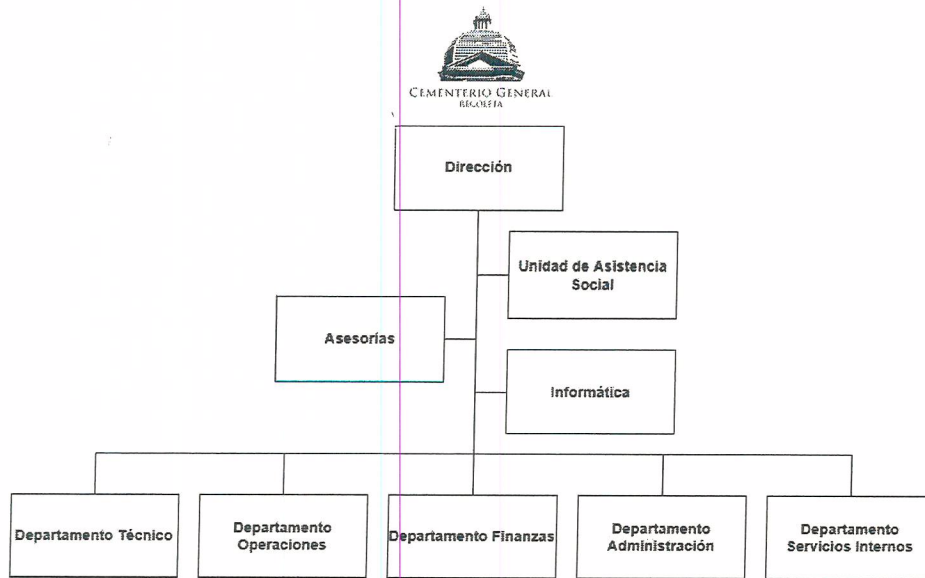 CEMENTERIO GENERAL
RECOLETA
Dirección
Unidad de Asistencia
Social
Asesorías
Informática
Departamento Técnico
Departamento
Operaciones
Departamento Finanzas
Departamento
Administración
Departamento
Servicios Internos